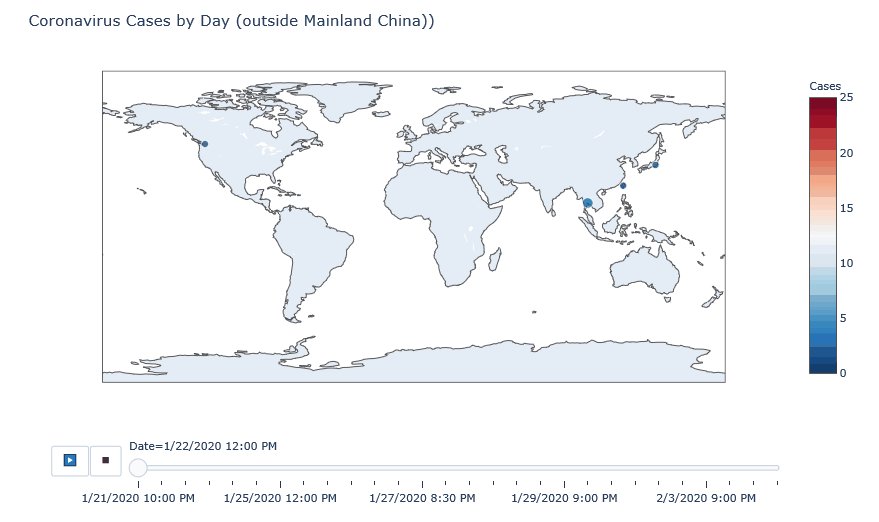 Coronavirus Cases by Day (outside Mainland China))
Cases
25
20
15
10
5
0
Date=1/22/2020 12:00 PM
1/21/2020 10:00 PM 1/25/2020 12:00 PM 1/27/2020 8:30 PM 1/29/2020 9:00 PM 2/3/2020 9:00 PM